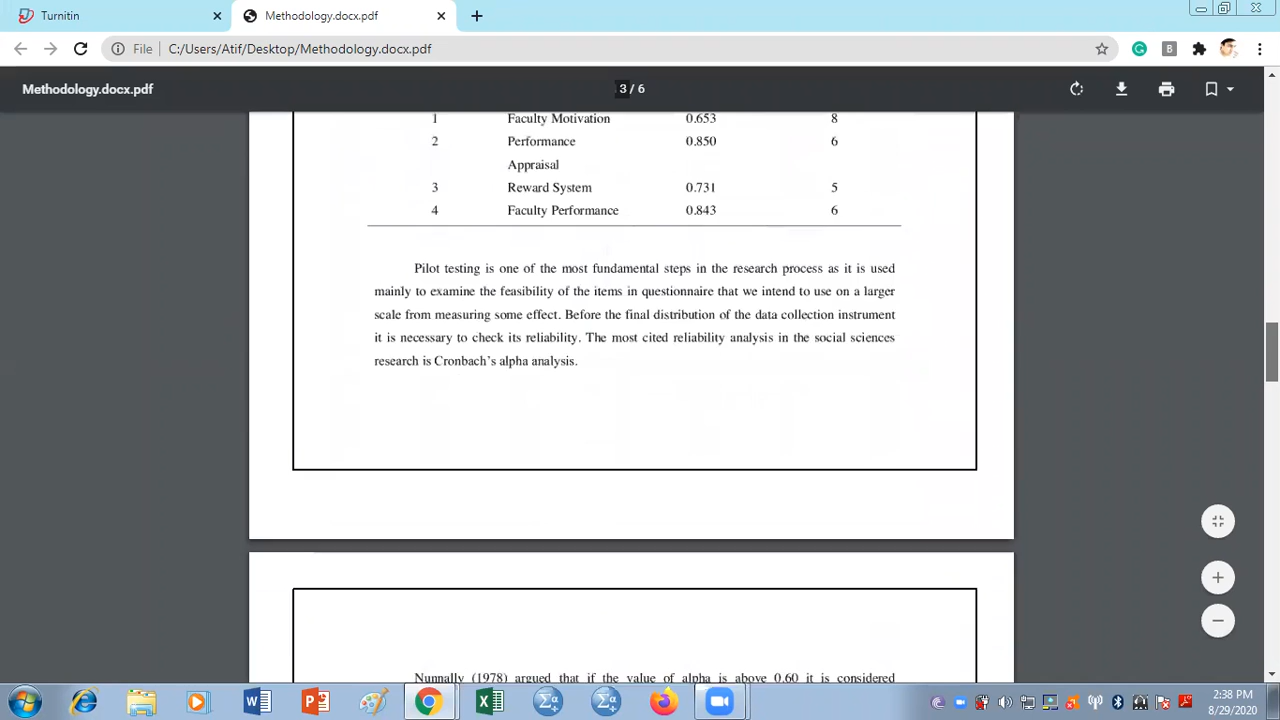 Turnitin
Methodology.docx.pdf
File
C:/Users/Atif/Desktop/Methodology.docx.pdf
B
Methodology.docx.pdf
3 / 6
1 Faculty Motivation 0.653 8
2 Performance 0.850 6
Appraisal
3 Reward System 0.731 5
4 Faculty Performance 0.843 6
Pilot testing is one of the most fundamental steps in the research process as it is used
mainly to examine the feasibility of the items in questionnaire that we intend to use on a larger
scale from measuring some effect. Before the final distribution of the data collection instrument
it is necessary to check its reliability. The most cited reliability analysis in the social sciences
research is Cronbach’s alpha analysis.
Nunnally (1978) argued that if the value of alpha is above 0.60 it is considered
2:38 PM
8/29/2020